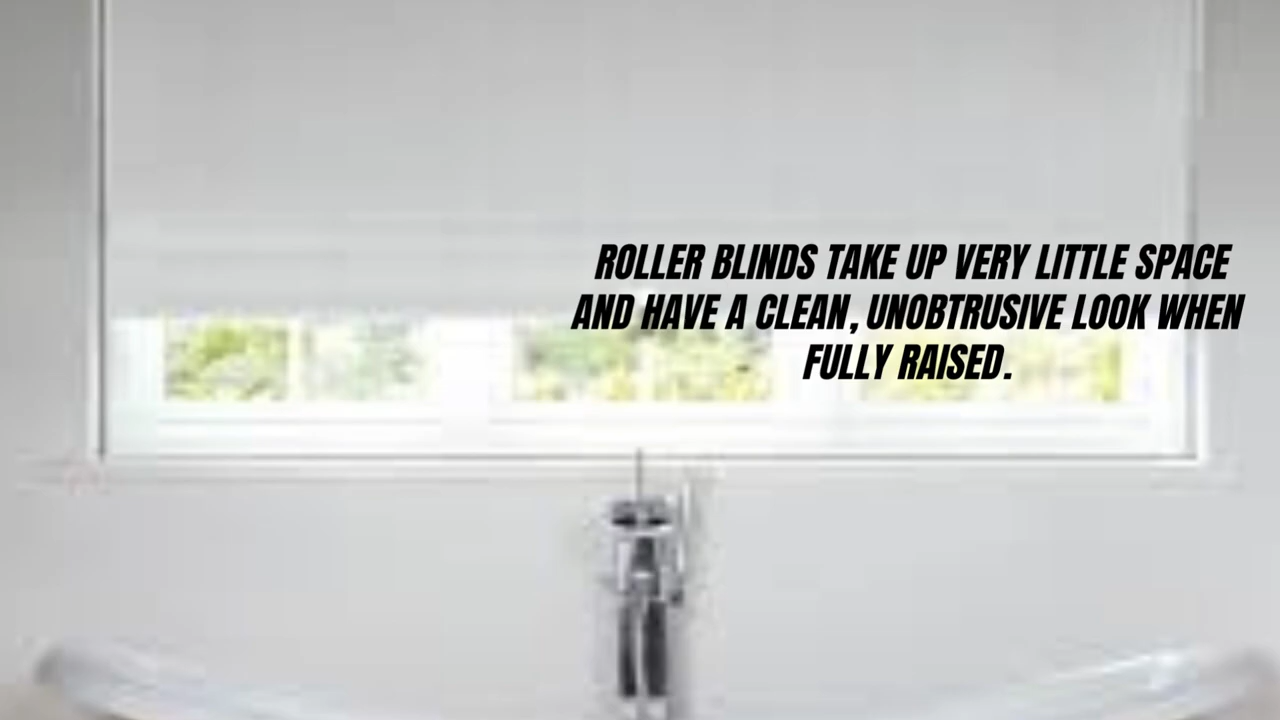 ROLLER BLINDS TAKE UP VERY LITTLE SPACE
AND HAVE A CLEAN, UNOBTRUSIVE LOOK WHEN
FULLY RAISED.